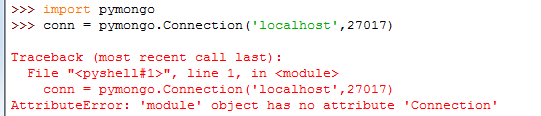 >>> import pymongo
>>> conn = pymongo.Connection('localhost',27017)
Traceback (most recent call last):
  File "<pyshell#1>", line 1, in <module>
    conn = pymongo.Connection('localhost',27017)
AttributeError: 'module' object has no attribute 'Connection'